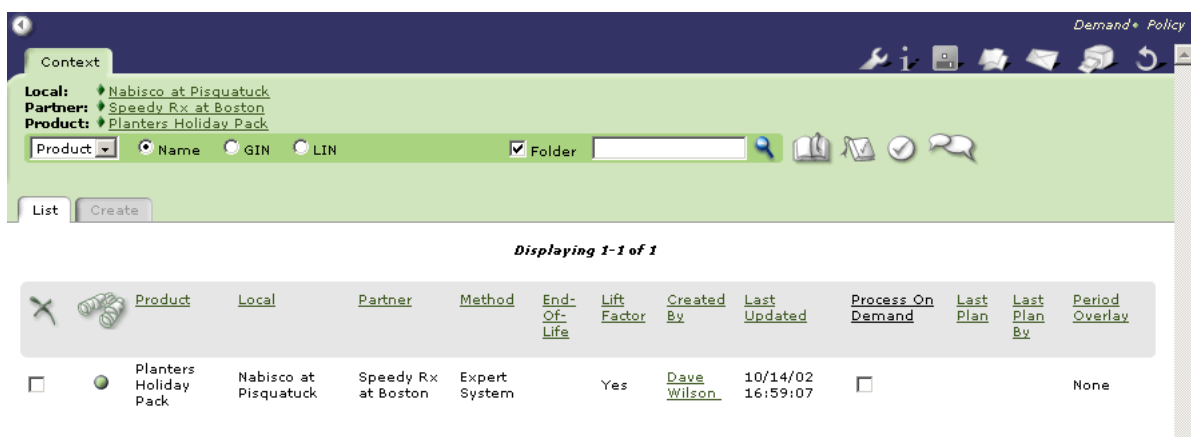 Demand• Policy
Context
Local: Nabisco at Pisquatuck
Partner: Speedy Rx at Boston
Product: Planters Holiday Pack
Product Name GIN LIN Folder
List Create
Displaying 1-1 of 1
Product Local Partner Method End- Lift Created Last Process On Last Last Period
Of- Factor By Updated Demand Plan Plan Overlay
Life By
Planters
Holiday Nabisco at Speedy Rx Expert Yes Dave 10/14/02 None
Pack Pisquatuck at Boston System Wilson 16:59:07